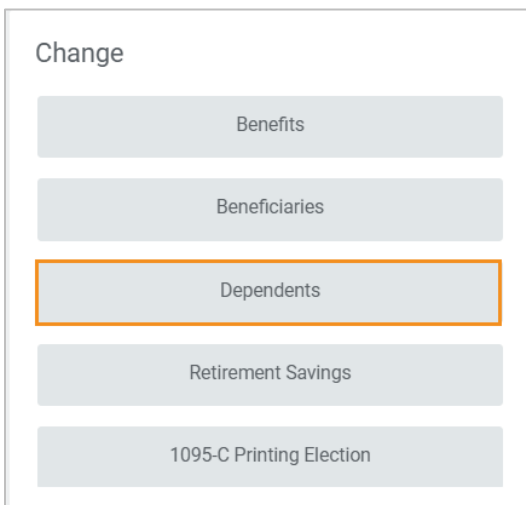 Change
Benefits
Beneficiaries
Dependents
Retirement Savings
1095-C Printing Election